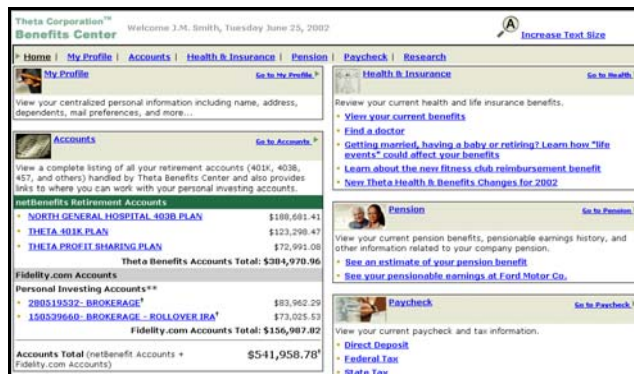 Theta Corporation™
Benefits Center
Welcome J.M. Smith, Tuesday June 25, 2002
A
Increase Text Size
Home | My Profile | Accounts | Health & Insurance | Pension | Paycheck | Research
My Profile
Go to My Profile
View your centralized personal information including name, address,
dependents, mail preferences, and more...
Accounts
Go to Accounts
View a complete listing of all your retirement accounts (401K, 403B,
457, and others) handled by Theta Benefits Center and also provides
links to where you can work with your personal investing accounts.
netBenefits Retirement Accounts
NORTH GENERAL HOSPITAL 403B PLAN $188,681.41
THETA 401K PLAN $123,298.47
THETA PROFIT SHARING PLAN $72,991.08
Theta Benefits Accounts Total: $384,970.96
Fidelity.com Accounts
Personal Investing Accounts**
280519532- BROKERAGE† $83,962.29
150539660- BROKERAGE - ROLLOVER IRA† $73,025.53
Fidelity.com Accounts Total: $156,987.82
Accounts Total (netBenefit Accounts + $541,958.78‡
Fidelity.com Accounts)
Health & Insurance
Go to Health
Review your current health and life insurance benefits.
View your current benefits
Find a doctor
Getting married, having a baby or retiring? Learn how "life
events" could affect your benefits
Learn about the new fitness club reimbursement benefit
New Theta Health & Benefits Changes for 2002
Pension
Go to Pension
View your current pension benefits, pensionable earnings history, and
other information related to your company pension.
See an estimate of your pension benefit
See your pensionable earnings at Ford Motor Co.
Paycheck
Go to Paycheck
View your current paycheck and tax information.
Direct Deposit
Federal Tax
State Tax